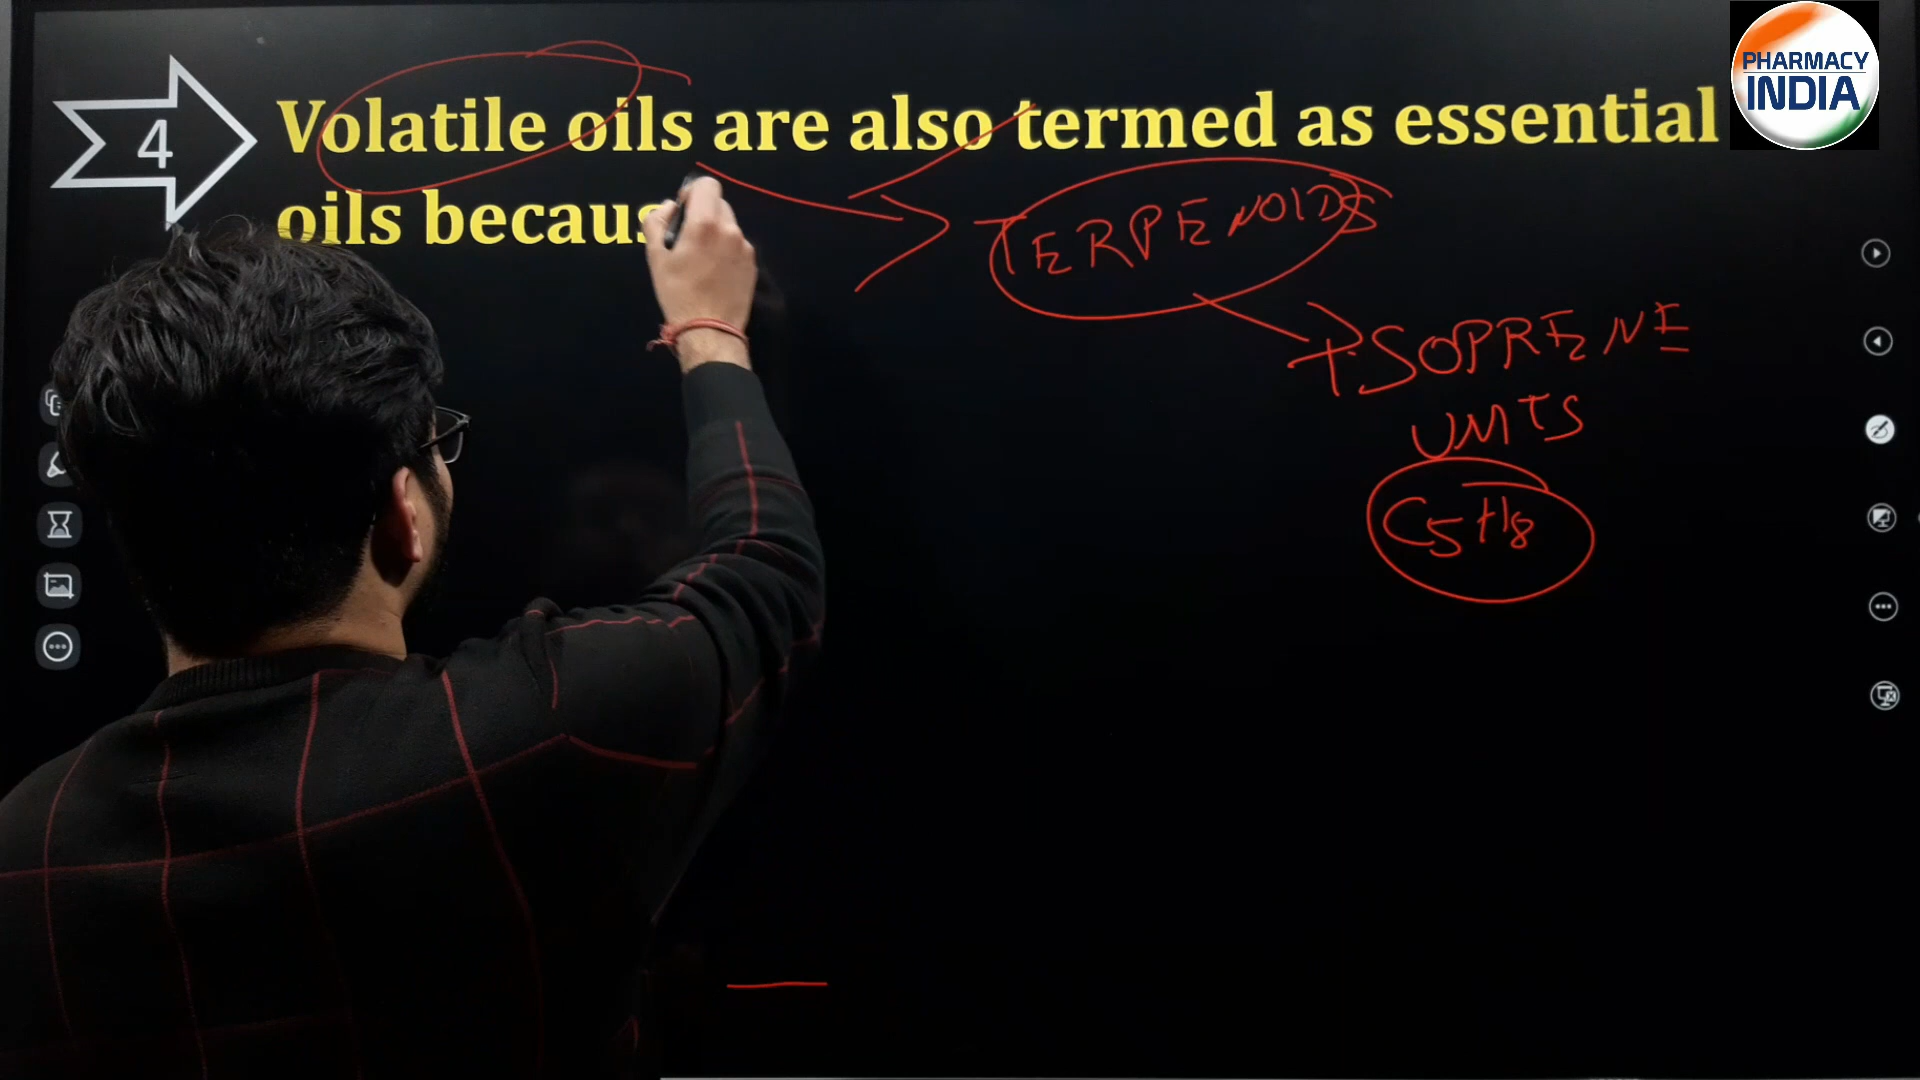 PHARMACY
INDIA
4
Volatile oils are also termed as essential
oils becaus
TERPENOIDS
ISOPRENE
UNITS
C5H8